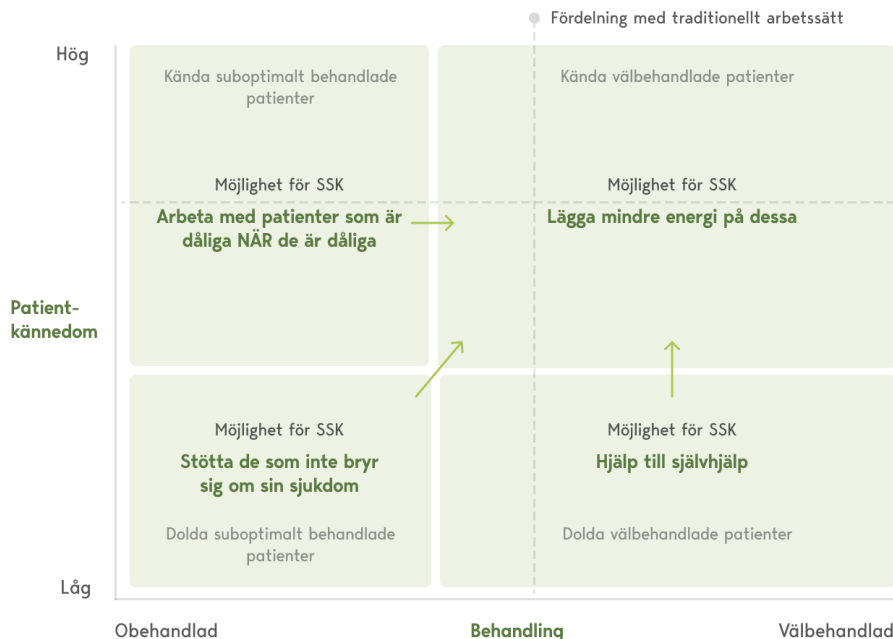 Fördelning med traditionellt arbetssätt
Hög
Kända suboptimalt behandlade
patienter
Kända välbehandlade patienter
Möjlighet för SSK
Arbeta med patienter som är
dåliga NÄR de är dåliga
Möjlighet för SSK
Lägga mindre energi på dessa
Patient-
kännedom
Möjlighet för SSK
Stötta de som inte bryr
sig om sin sjukdom
Möjlighet för SSK
Hjälp till självhjälp
Dolda suboptimalt behandlade
patienter
Dolda välbehandlade patienter
Låg
Obehandlad
Behandling
Välbehandlad